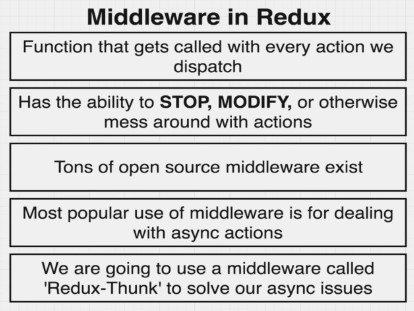 Middleware in Redux
Function that gets called with every action we
dispatch
Has the ability to STOP, MODIFY, or otherwise
mess around with actions
Tons of open source middleware exist
Most popular use of middleware is for dealing
with async actions
We are going to use a middleware called
'Redux-Thunk' to solve our async issues